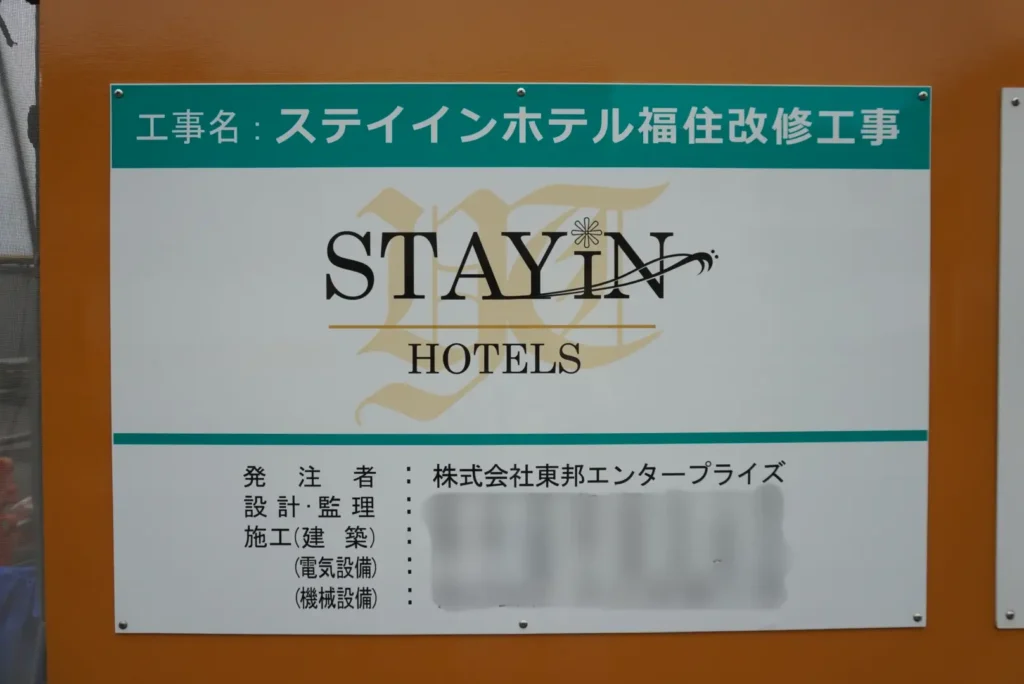 工事名：ステイインホテル福住改修工事
STAYiN
HOTELS
発注者：株式会社東邦エンタープライズ
設計・監理：
施工(建築)：
(電気設備)：
(機械設備)：